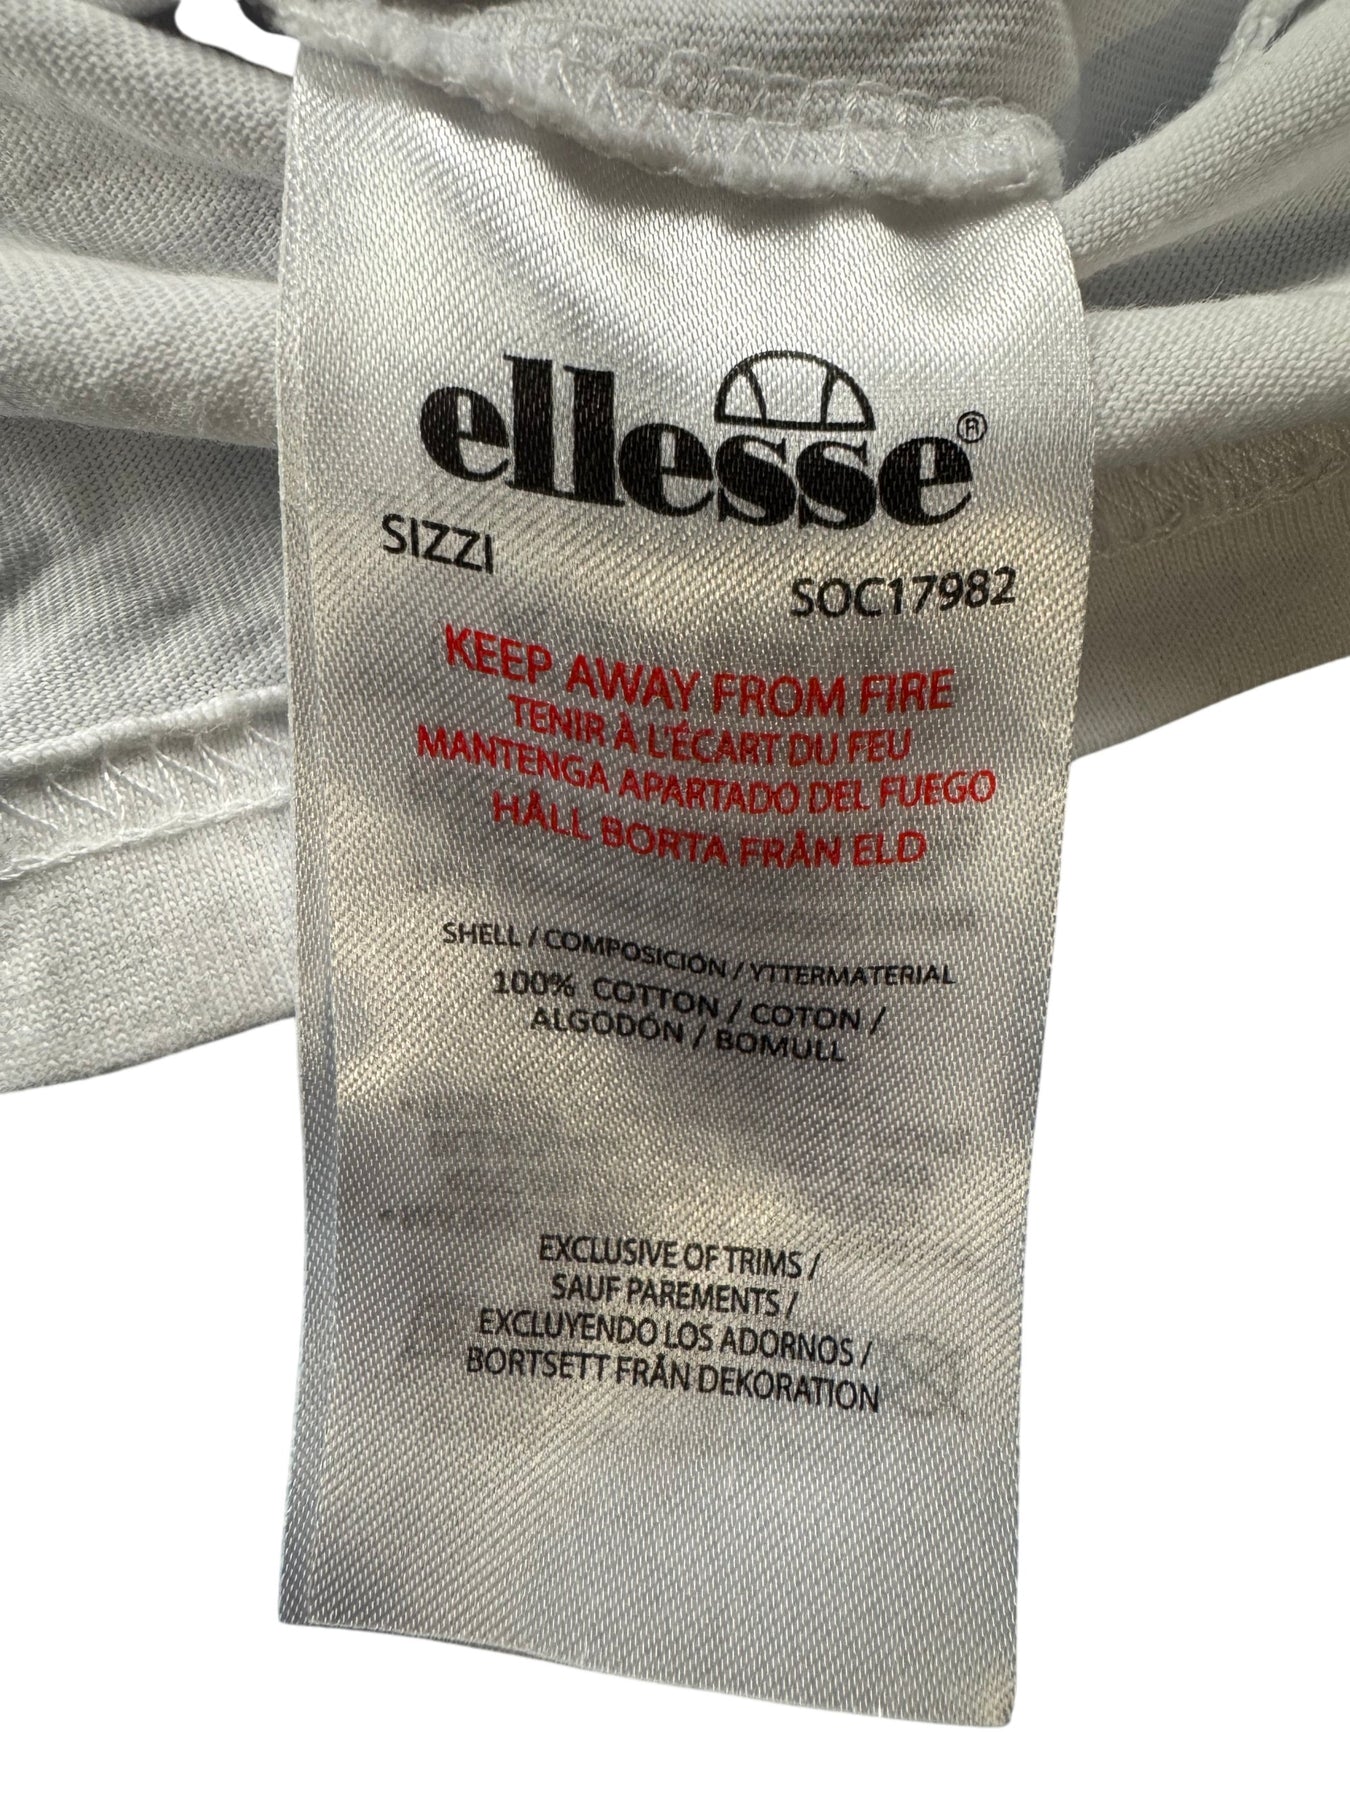 ellesse®
SIZZI
SOC17982
KEEP AWAY FROM FIRE
TENIR À L'ÉCART DU FEU
MANTENGA APARTADO DEL FUEGO
HÅLL BORTA FRÅN ELD
SHELL / COMPOSICIÓN / YTTERMATERIAL
100% COTTON / COTON /
ALGODÓN / BOMULL
EXCLUSIVE OF TRIMS /
SAUF PAREMENTS /
EXCLUYENDO LOS ADORNOS /
BORTSETT FRÅN DEKORATION